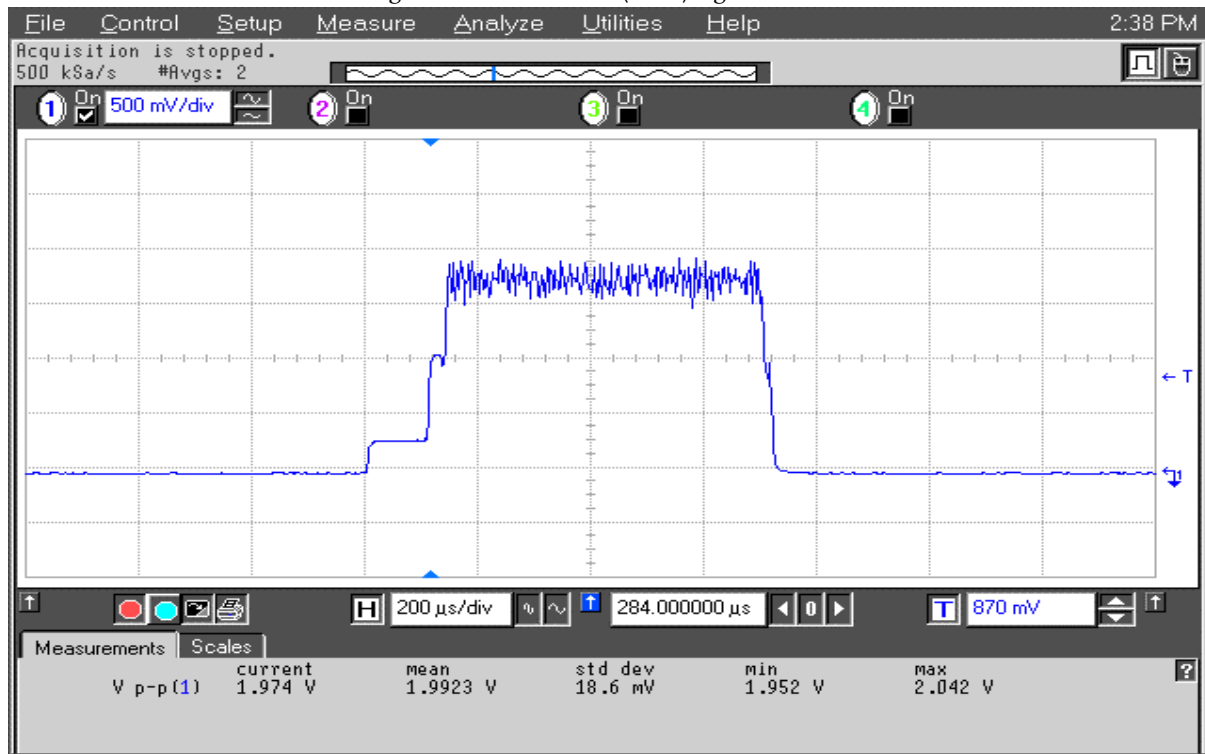 File Control Setup Measure Analyze Utilities Help 2:38 PM
Acquisition is stopped.
500 kSa/s #Avgs: 2
1 On 500 mV/div 2 On 3 On 4 On
T
1
H 200 µs/div 284.000000 µs 0 T 870 mV
Measurements Scales
current mean std dev min max ?
V p-p(1) 1.974 V 1.9923 V 18.6 mV 1.952 V 2.042 V